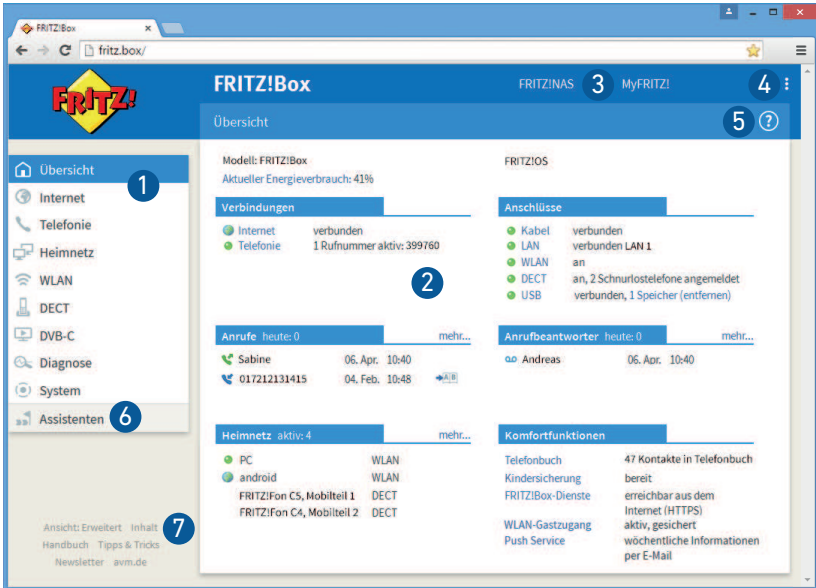 FRITZ!Box
fritz.box/
FRITZ!
FRITZ!Box
FRITZ!NAS 3 MyFRITZ! 4
Übersicht 5 ?
Übersicht
1
Internet
Telefonie
Heimnetz
WLAN
DECT
DVB-C
Diagnose
System
Assistenten 6
Ansicht: Erweitert Inhalt 7
Handbuch Tipps & Tricks
Newsletter avm.de
Modell: FRITZ!Box
Aktueller Energieverbrauch: 41%
FRITZ!OS
Verbindungen
Internet verbunden
Telefonie 1 Rufnummer aktiv: 399760
2
Anschlüsse
Kabel verbunden
LAN verbunden LAN 1
WLAN an
DECT an, 2 Schnurlostelefone angemeldet
USB verbunden, 1 Speicher (entfernen)
Anrufe heute: 0 mehr...
Sabine 06. Apr. 10:40
017212131415 04. Feb. 10:48 A B
Anrufbeantworter heute: 0 mehr...
Andreas 06. Apr. 10:40
Heimnetz aktiv: 4 mehr...
PC WLAN
android WLAN
FRITZ!Fon C5, Mobilteil 1 DECT
FRITZ!Fon C5, Mobilteil 2 DECT
Komfortfunktionen
Telefonbuch 47 Kontakte in Telefonbuch
Kindersicherung bereit
FRITZ!Box-Dienste erreichbar aus dem
Internet (HTTPS)
WLAN-Gastzugang aktiv, gesichert
Push Service wöchentliche Informationen
per E-Mail